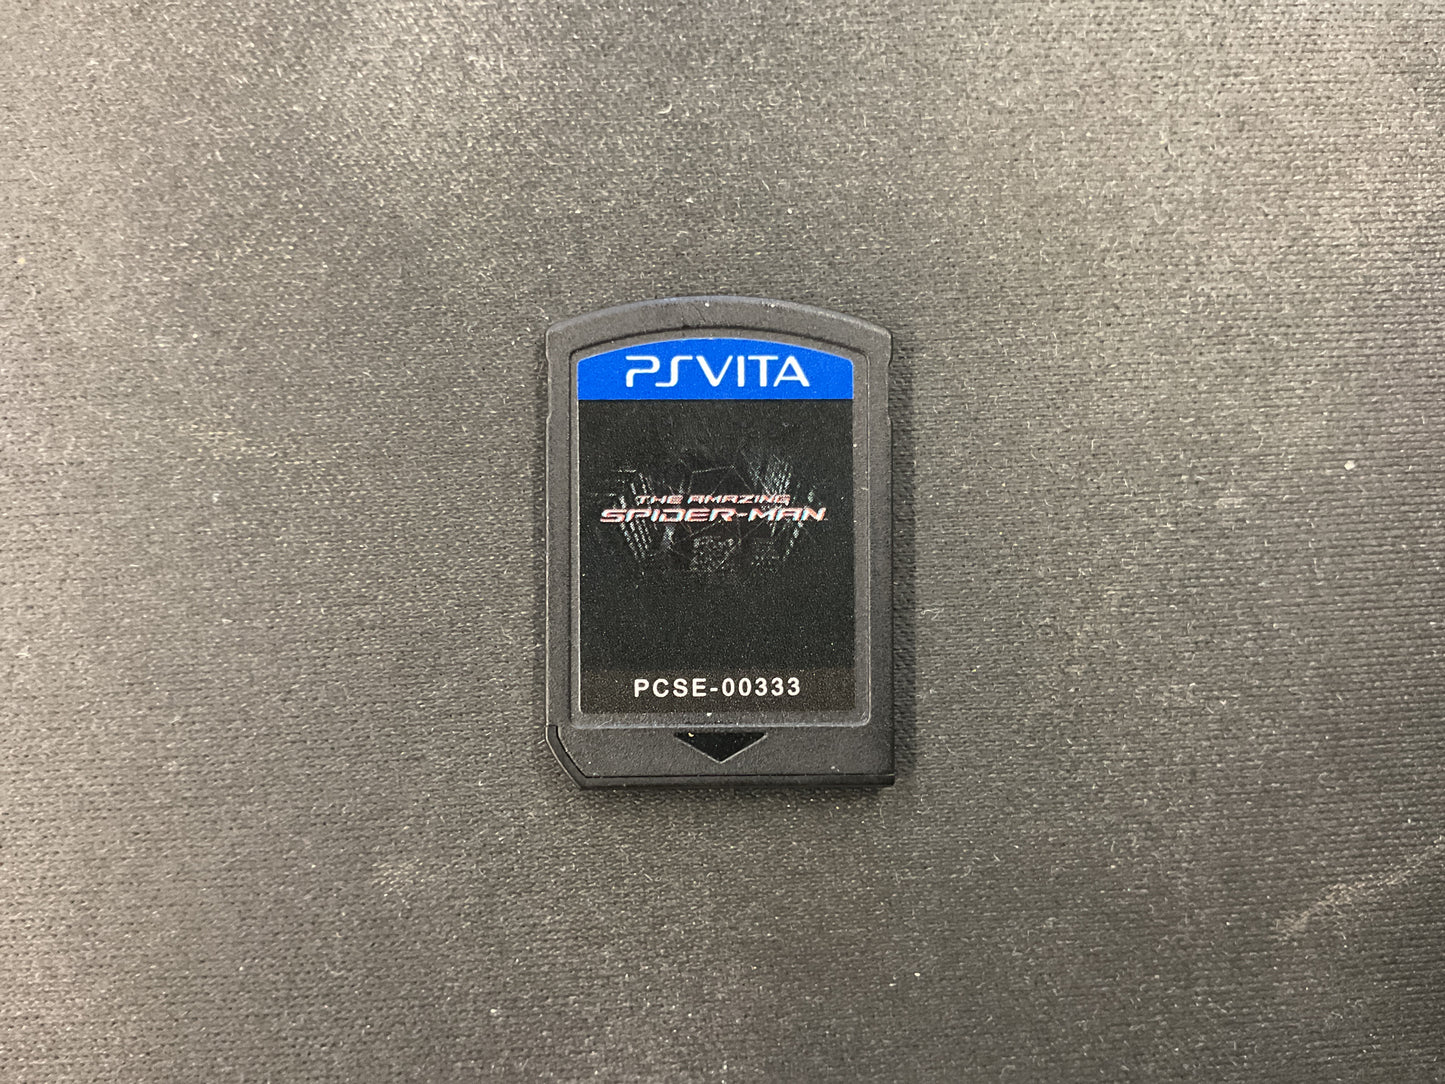 PSVITA
THE AMAZING
SPIDER-MAN
PCSE-00333